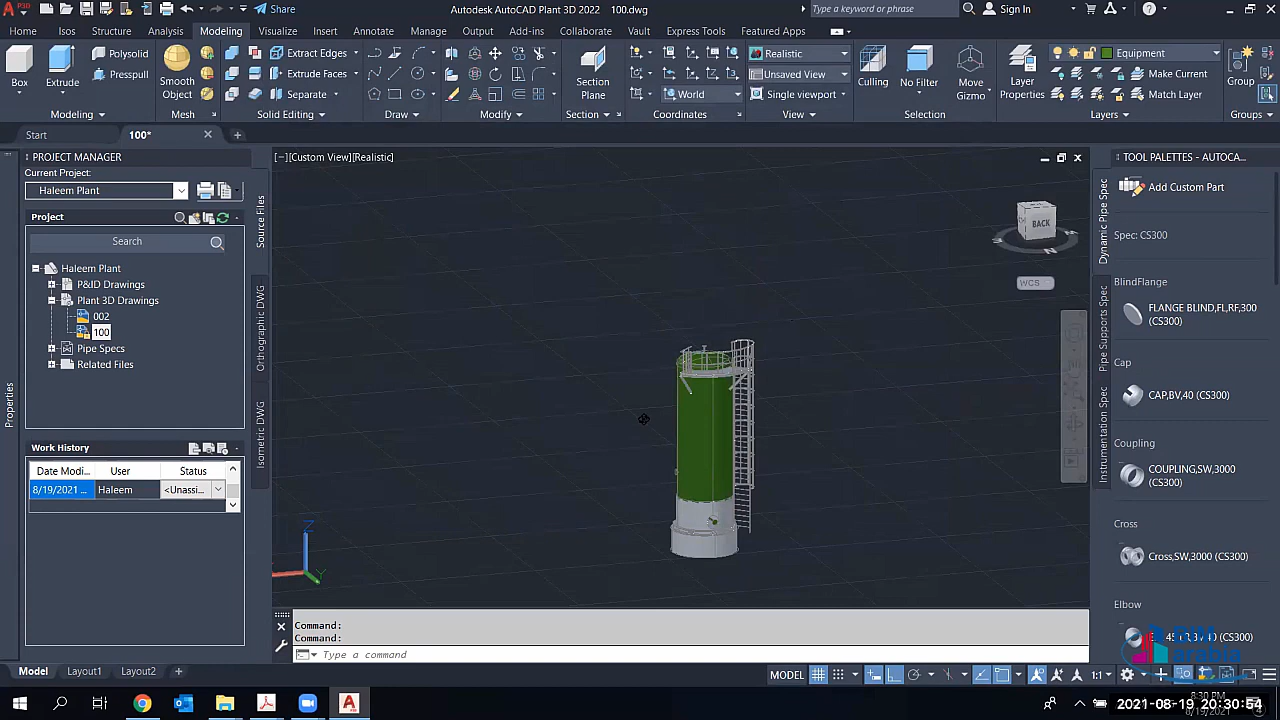 P3D
Share
Autodesk AutoCAD Plant 3D 2022 100.dwg
Type a keyword or phrase
Sign In
Home Isos Structure Analysis Modeling Visualize Insert Annotate Manage Output Add-ins Collaborate Vault Express Tools Featured Apps
Box
Extrude
Polysolid
Presspull
Smooth
Object
Extract Edges
Extrude Faces
Separate
Section
Plane
World
Realistic
Unsaved View
Single viewport
Culling
No Filter
Move
Gizmo
Layer
Properties
Equipment
Make Current
Match Layer
Group
Modeling Mesh Solid Editing Draw Modify Section Coordinates View Selection Layers Groups
Start 100*
PROJECT MANAGER
Current Project:
Haleem Plant
Project
Search
Haleem Plant
P&ID Drawings
Plant 3D Drawings
002
100
Pipe Specs
Related Files
Work History
Date Modi... User Status
8/19/2021 ... Haleem <Unassi...
Properties
Source Files
Orthographic DWG
Isometric DWG
[−][Custom View][Realistic]
BACK
WCS
Z
Y
Command:
Command:
Type a command
TOOL PALETTES - AUTOCA...
Dynamic Pipe Spec
Pipe Supports Spec
Instrumentation Spec
Add Custom Part
Spec: CS300
BlindFlange
FLANGE BLIND,FL,RF,300
(CS300)
Cap
CAP,BV,40 (CS300)
Coupling
COUPLING,SW,3000
(CS300)
Cross
Cross,SW,3000 (CS300)
Elbow
BIM
arabia
Model Layout1 Layout2
MODEL
1:1
8:30 PM
8/19/2021
2021-08-19 20:30:54